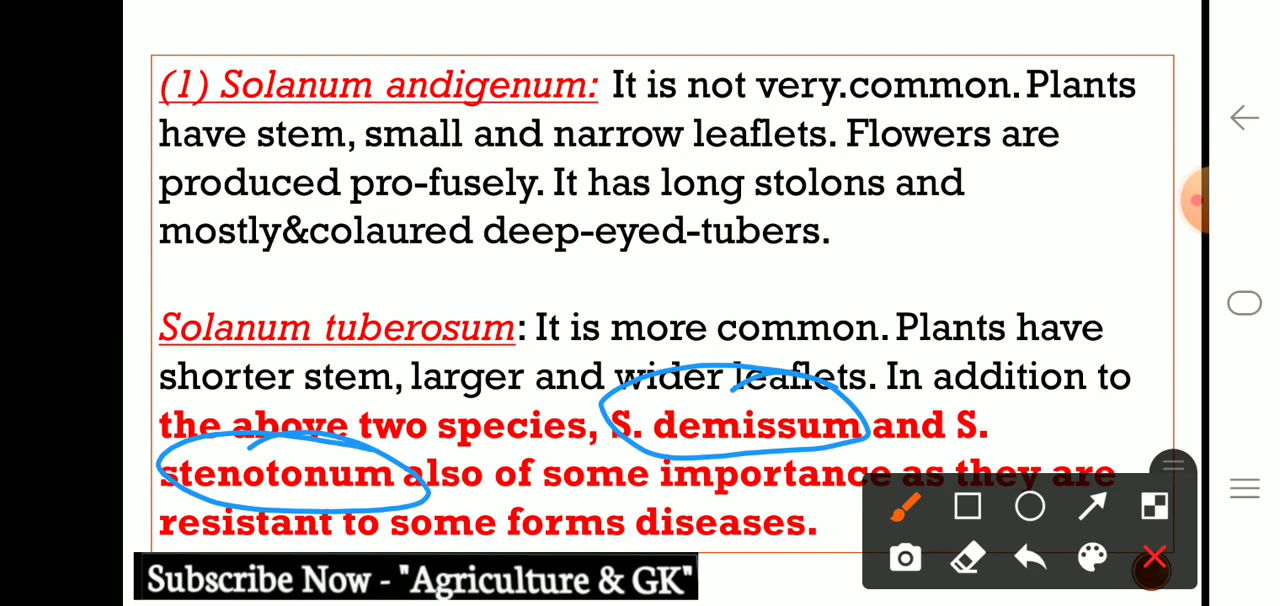 (1) Solanum andigenum: It is not very.common. Plants
have stem, small and narrow leaflets. Flowers are
produced pro-fusely. It has long stolons and
mostly&colaured deep-eyed-tubers.
Solanum tuberosum: It is more common. Plants have
shorter stem, larger and wider leaflets. In addition to
the above two species, S. demissum and S.
stenotonum also of some importance as they are
resistant to some forms diseases.
Subscribe Now - "Agriculture & GK"